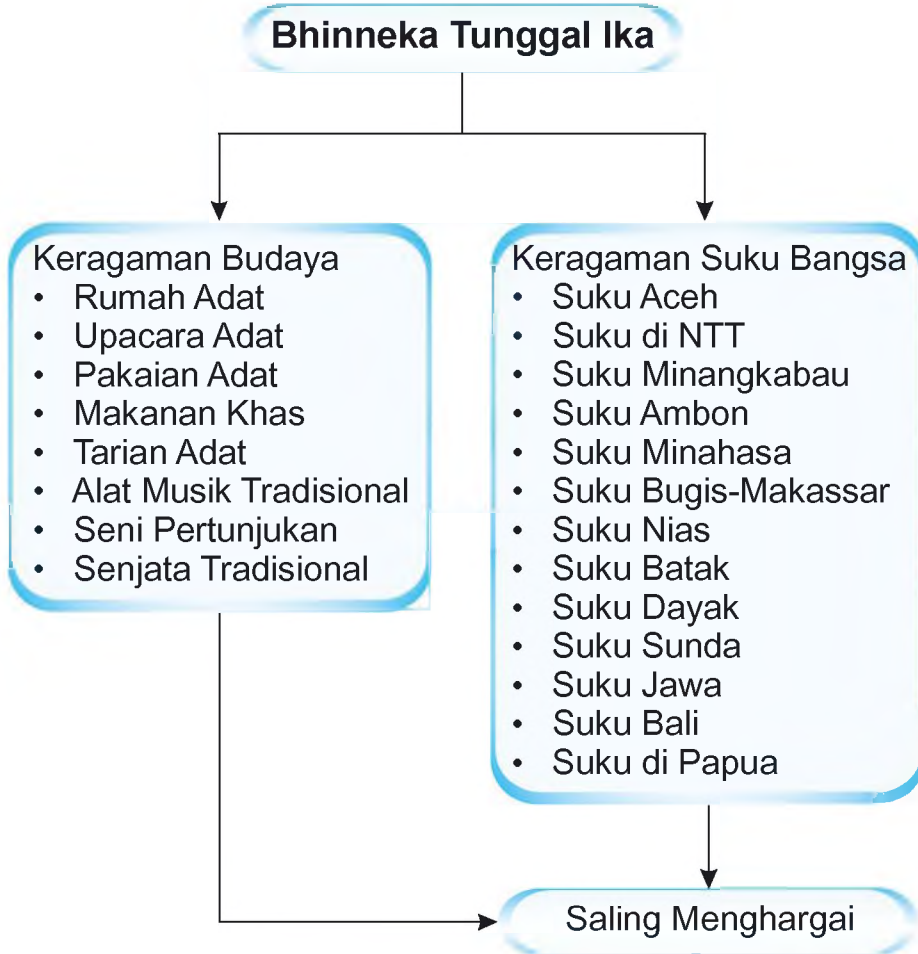 Bhinneka Tunggal Ika
Keragaman Budaya
• Rumah Adat
• Upacara Adat
• Pakaian Adat
• Makanan Khas
• Tarian Adat
• Alat Musik Tradisional
• Seni Pertunjukan
• Senjata Tradisional
Keragaman Suku Bangsa
• Suku Aceh
• Suku di NTT
• Suku Minangkabau
• Suku Ambon
• Suku Minahasa
• Suku Bugis-Makassar
• Suku Nias
• Suku Batak
• Suku Dayak
• Suku Sunda
• Suku Jawa
• Suku Bali
• Suku di Papua
Saling Menghargai